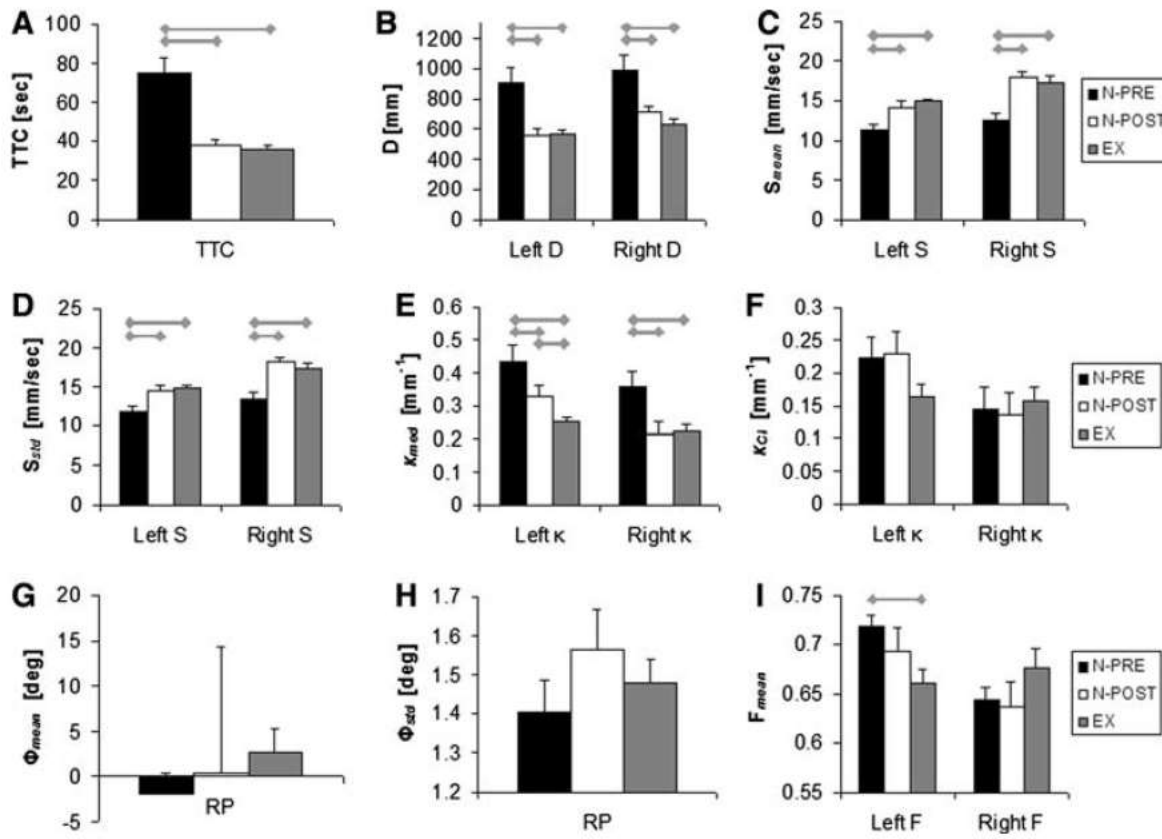 A
TTC [sec]
100
80
60
40
20
0
TTC
B
D [mm]
1200
1000
800
600
400
200
0
Left D
Right D
C
Smean [mm/sec]
25
20
15
10
5
0
Left S
Right S
N-PRE
N-POST
EX
D
Sstd [mm/sec]
25
20
15
10
5
0
Left S
Right S
E
κmed [mm⁻¹]
0.6
0.5
0.4
0.3
0.2
0.1
0
Left κ
Right κ
F
κCI [mm⁻¹]
0.3
0.25
0.2
0.15
0.1
0.05
0
Left κ
Right κ
N-PRE
N-POST
EX
G
Φmean [deg]
20
15
10
5
0
-5
RP
H
Φstd [deg]
1.7
1.6
1.5
1.4
1.3
1.2
RP
I
Fmean
0.75
0.7
0.65
0.6
0.55
Left F
Right F
N-PRE
N-POST
EX